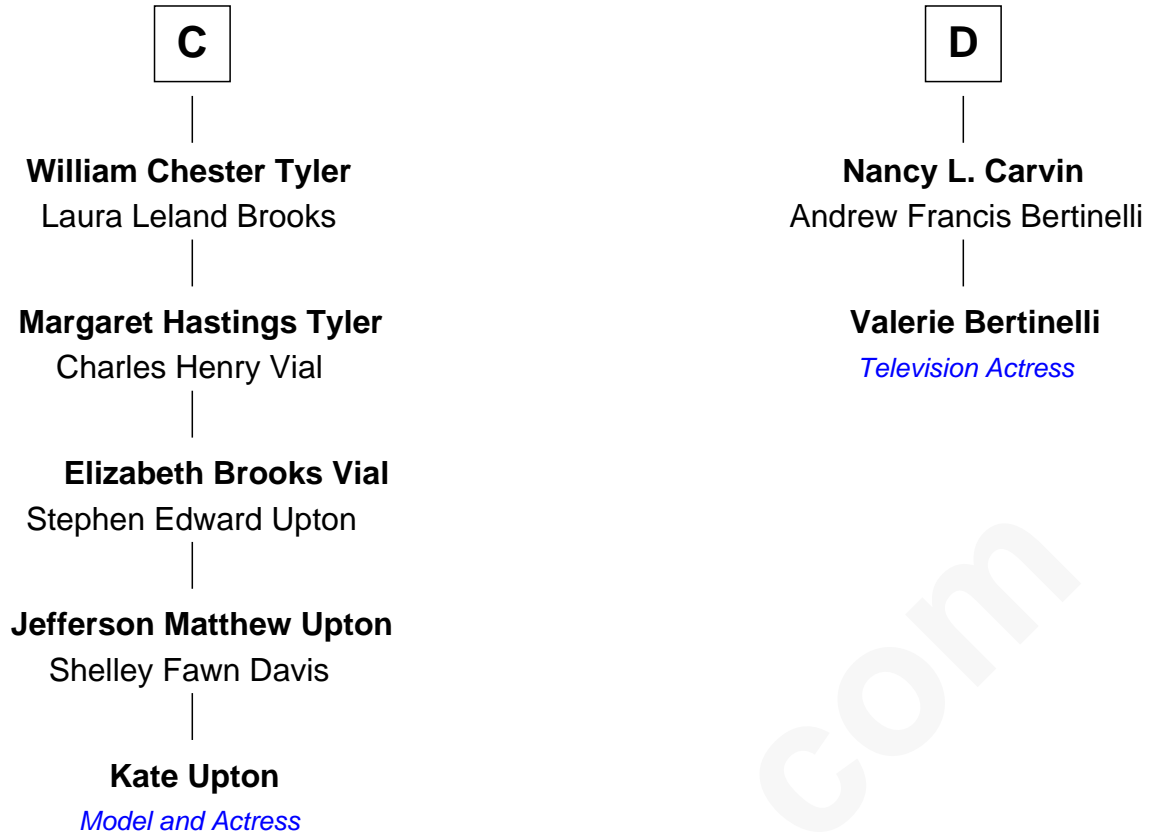 C
William Chester Tyler
Laura Leland Brooks
Margaret Hastings Tyler
Charles Henry Vial
Elizabeth Brooks Vial
Stephen Edward Upton
Jefferson Matthew Upton
Shelley Fawn Davis
Kate Upton
Model and Actress
D
Nancy L. Carvin
Andrew Francis Bertinelli
Valerie Bertinelli
Television Actress
com